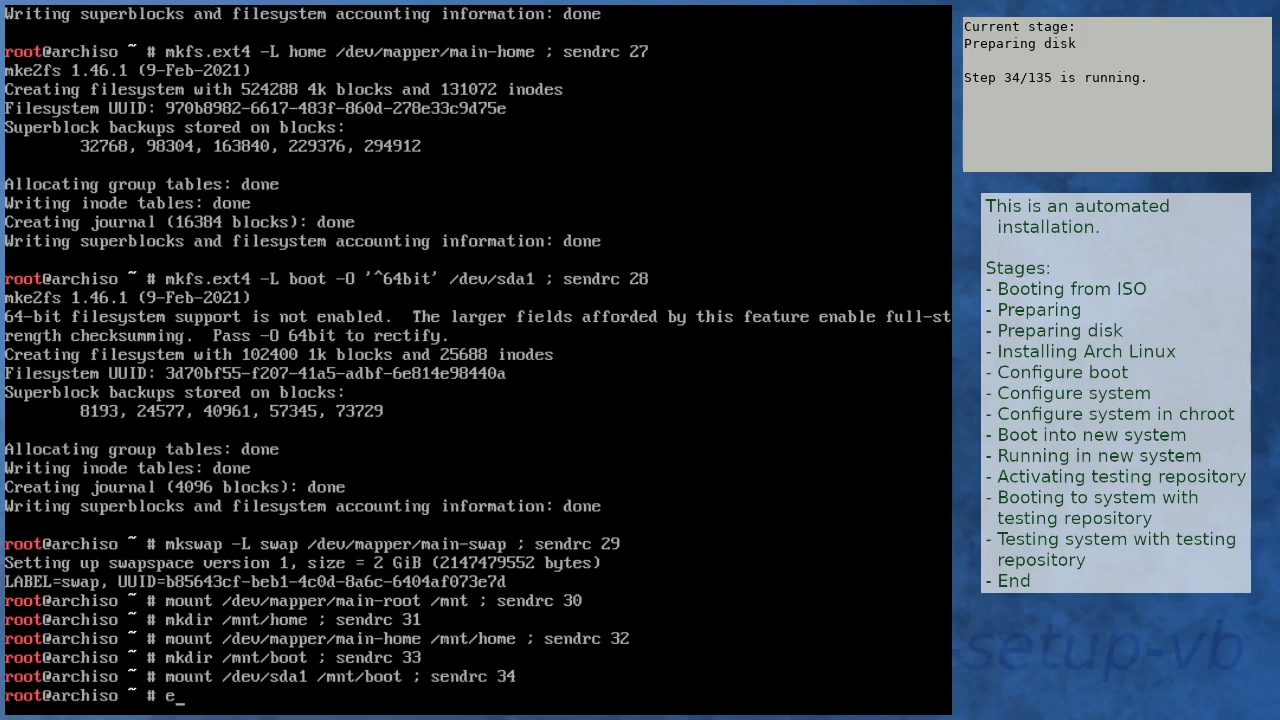 Writing superblocks and filesystem accounting information: done
root@archiso ~ # mkfs.ext4 -L home /dev/mapper/main-home ; sendrc 27
mke2fs 1.46.1 (9-Feb-2021)
Creating filesystem with 524288 4k blocks and 131072 inodes
Filesystem UUID: 970b8982-6617-483f-860d-278e33c9d75e
Superblock backups stored on blocks:
        32768, 98304, 163840, 229376, 294912
Allocating group tables: done
Writing inode tables: done
Creating journal (16384 blocks): done
Writing superblocks and filesystem accounting information: done
root@archiso ~ # mkfs.ext4 -L boot -O '^64bit' /dev/sda1 ; sendrc 28
mke2fs 1.46.1 (9-Feb-2021)
64-bit filesystem support is not enabled.  The larger fields afforded by this feature enable full-st
rength checksumming.  Pass -O 64bit to rectify.
Creating filesystem with 102400 1k blocks and 25688 inodes
Filesystem UUID: 3d70bf55-f207-41a5-adbf-6e814e98440a
Superblock backups stored on blocks:
        8193, 24577, 40961, 57345, 73729
Allocating group tables: done
Writing inode tables: done
Creating journal (4096 blocks): done
Writing superblocks and filesystem accounting information: done
root@archiso ~ # mkswap -L swap /dev/mapper/main-swap ; sendrc 29
Setting up swapspace version 1, size = 2 GiB (2147479552 bytes)
LABEL=swap, UUID=b85643cf-beb1-4c0d-8a6c-6404af073e7d
root@archiso ~ # mount /dev/mapper/main-root /mnt ; sendrc 30
root@archiso ~ # mkdir /mnt/home ; sendrc 31
root@archiso ~ # mount /dev/mapper/main-home /mnt/home ; sendrc 32
root@archiso ~ # mkdir /mnt/boot ; sendrc 33
root@archiso ~ # mount /dev/sda1 /mnt/boot ; sendrc 34
root@archiso ~ # e_
Current stage:
Preparing disk
Step 34/135 is running.
This is an automated
installation.
Stages:
- Booting from ISO
- Preparing
- Preparing disk
- Installing Arch Linux
- Configure boot
- Configure system
- Configure system in chroot
- Boot into new system
- Running in new system
- Activating testing repository
- Booting to system with
testing repository
- Testing system with testing
repository
- End
-setup-vb